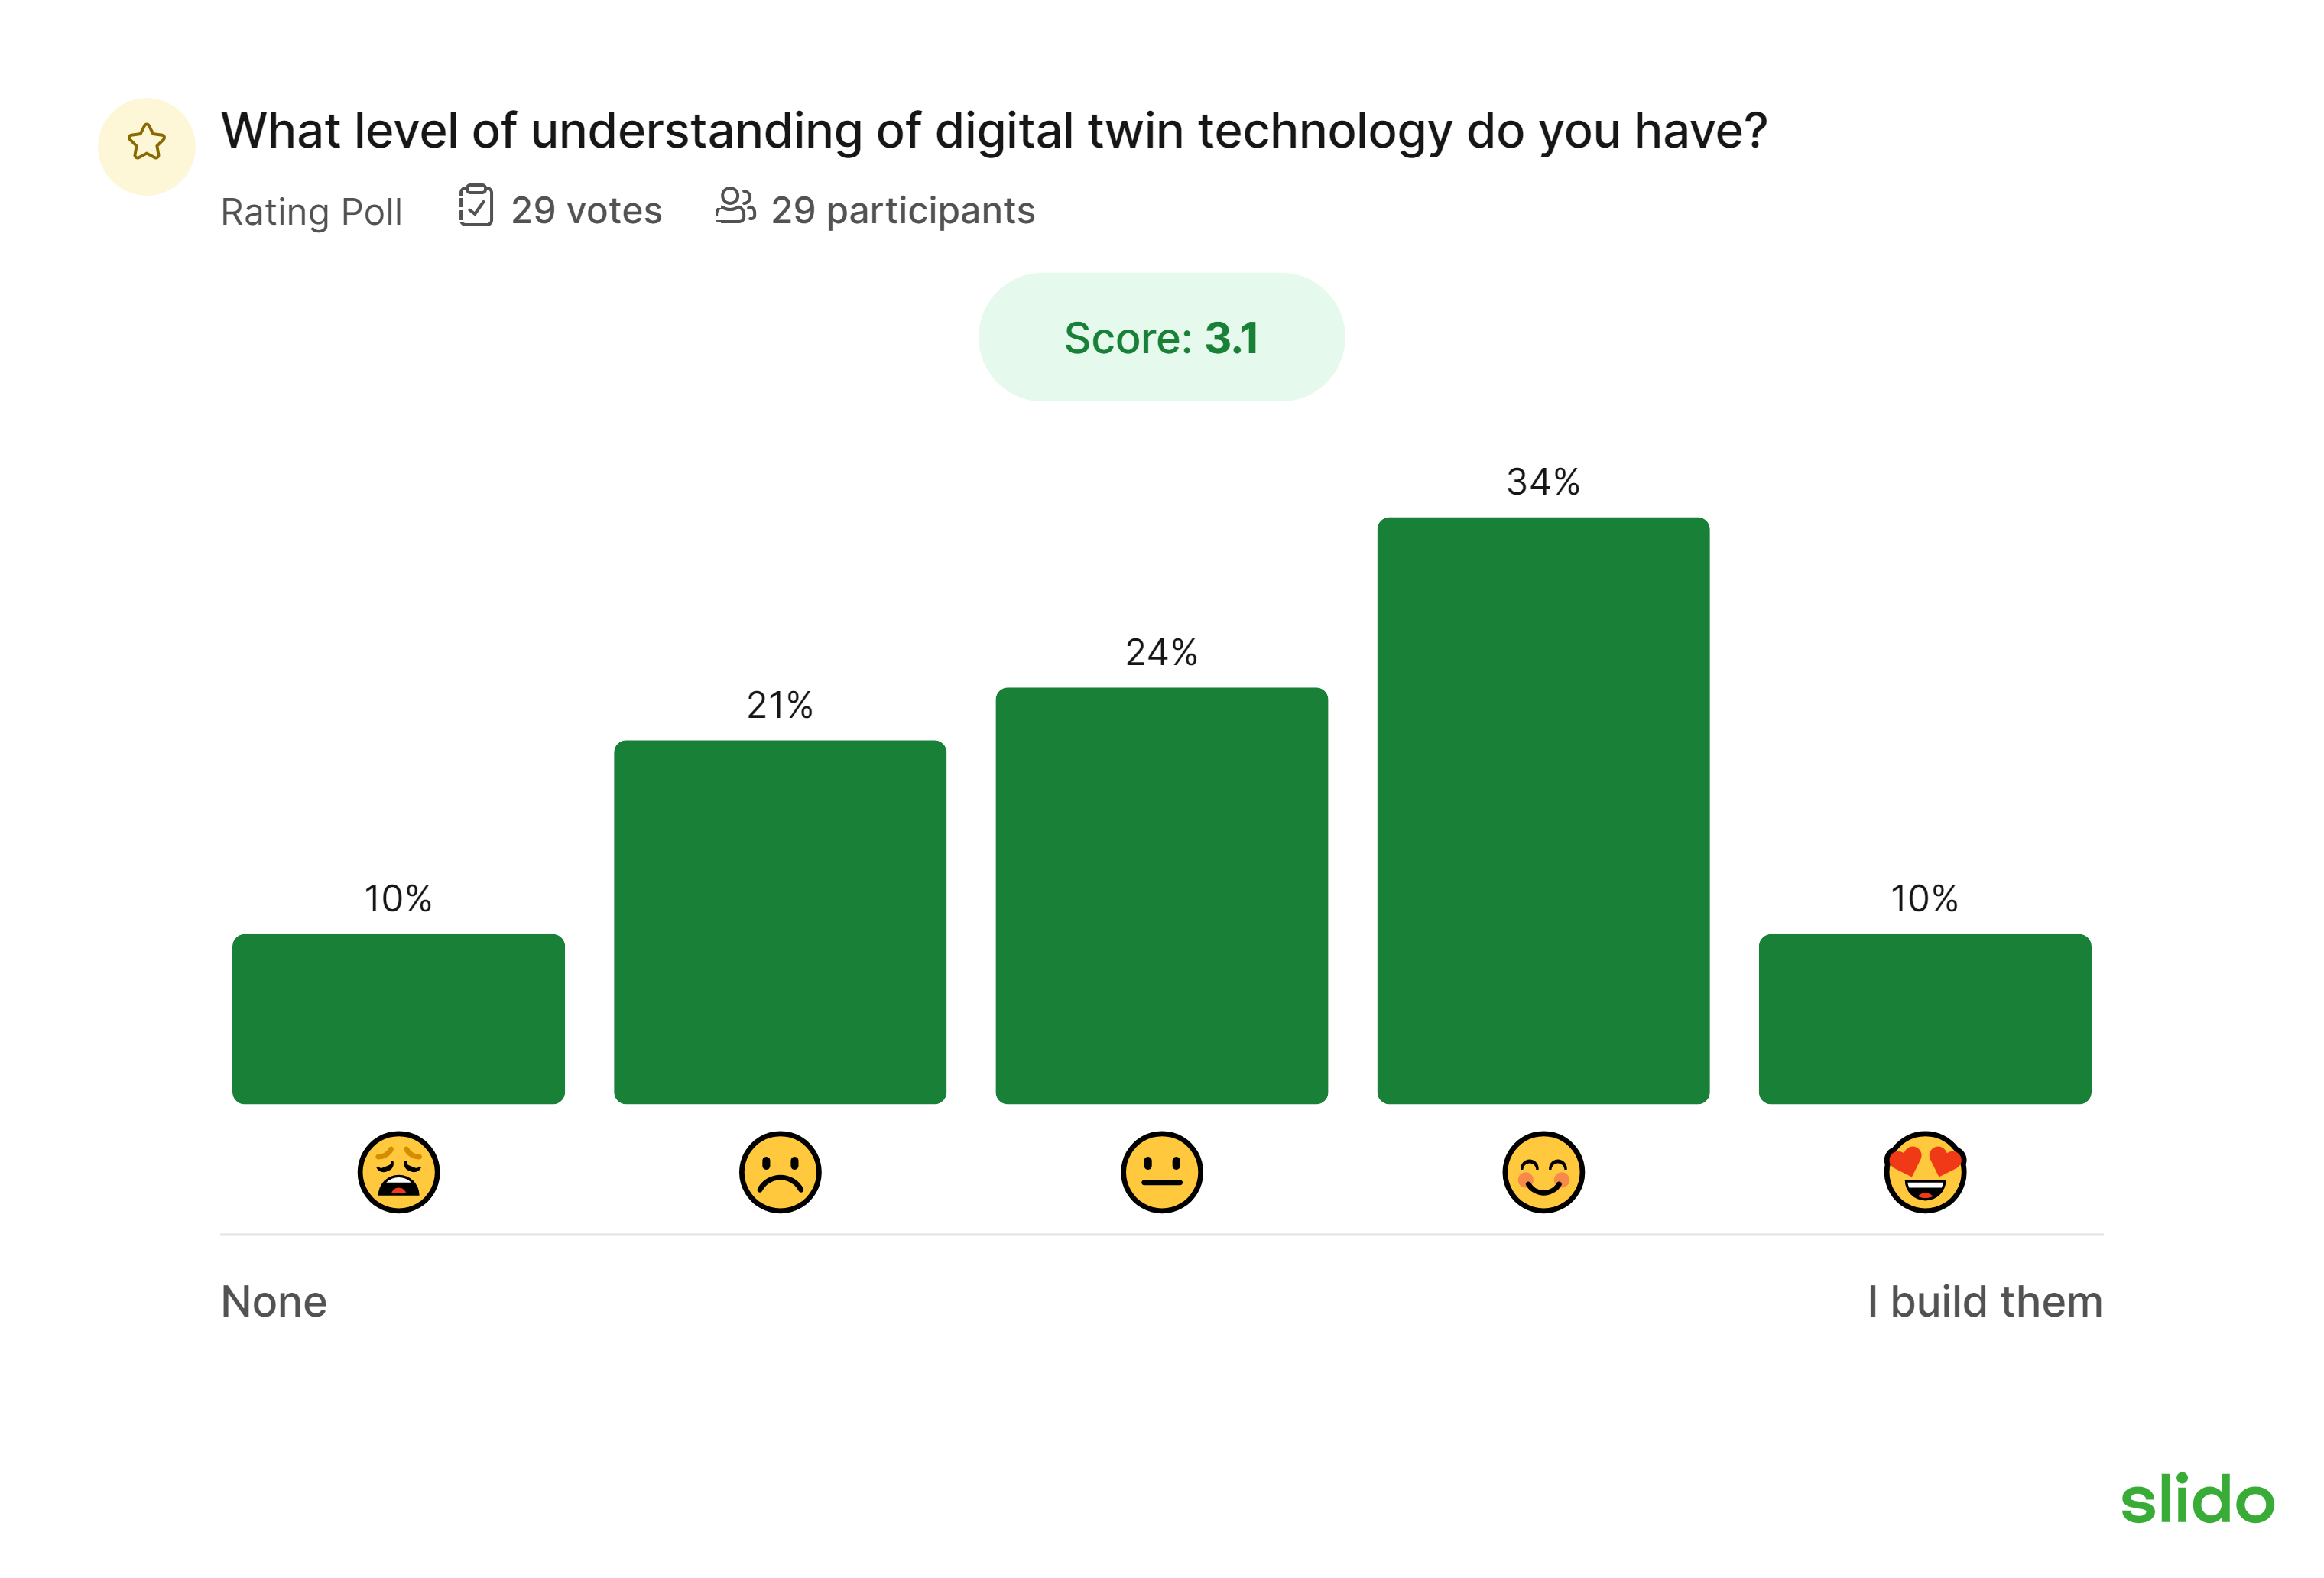 What level of understanding of digital twin technology do you have?
Rating Poll 29 votes 29 participants
Score: 3.1
34%
24%
21%
10% 10%
None I build them
slido